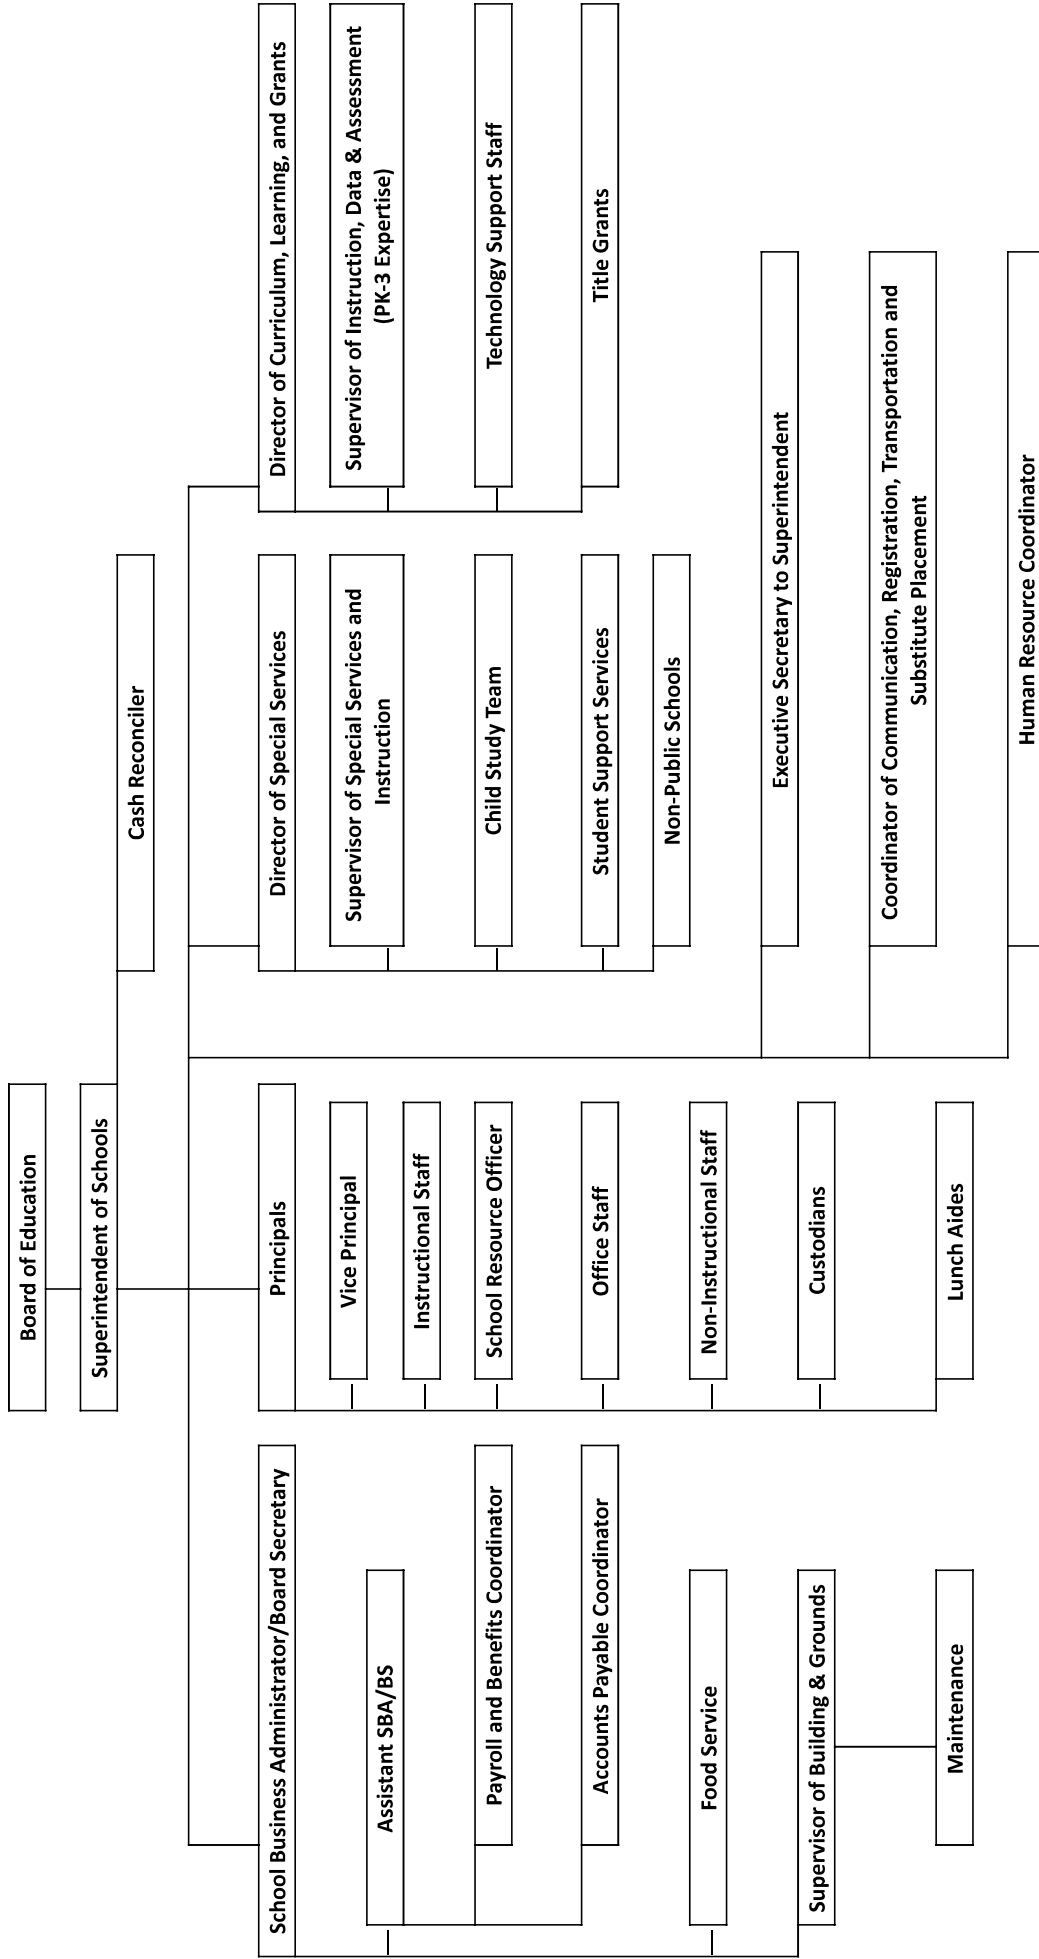 Board of Education
Superintendent of Schools
Cash Reconciler
School Business Administrator/Board Secretary
Assistant SBA/BS
Payroll and Benefits Coordinator
Accounts Payable Coordinator
Food Service
Supervisor of Building & Grounds
Maintenance
Principals
Vice Principal
Instructional Staff
School Resource Officer
Office Staff
Non-Instructional Staff
Custodians
Lunch Aides
Director of Special Services
Supervisor of Special Services and
Instruction
Child Study Team
Student Support Services
Non-Public Schools
Director of Curriculum, Learning, and Grants
Supervisor of Instruction, Data & Assessment
(PK-3 Expertise)
Technology Support Staff
Title Grants
Executive Secretary to Superintendent
Coordinator of Communication, Registration, Transportation and
Substitute Placement
Human Resource Coordinator